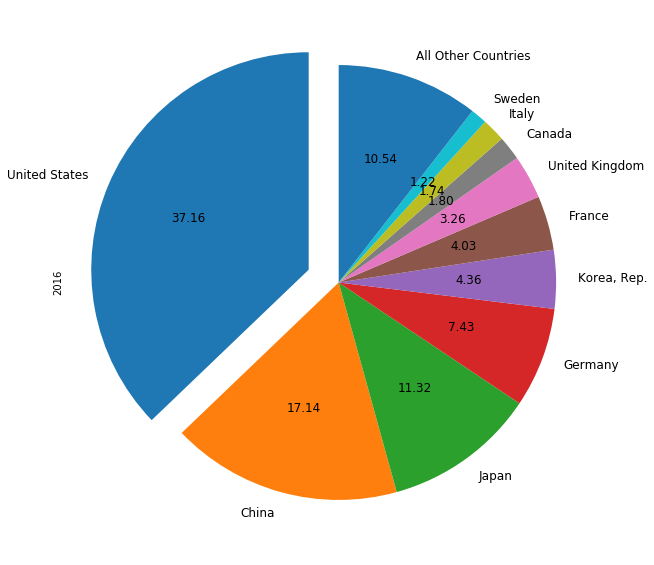 All Other Countries
Sweden
Italy
Canada
United Kingdom
France
Korea, Rep.
Germany
Japan
China
United States
2016
10.54
1.22
1.74
1.80
3.26
4.03
4.36
7.43
11.32
17.14
37.16